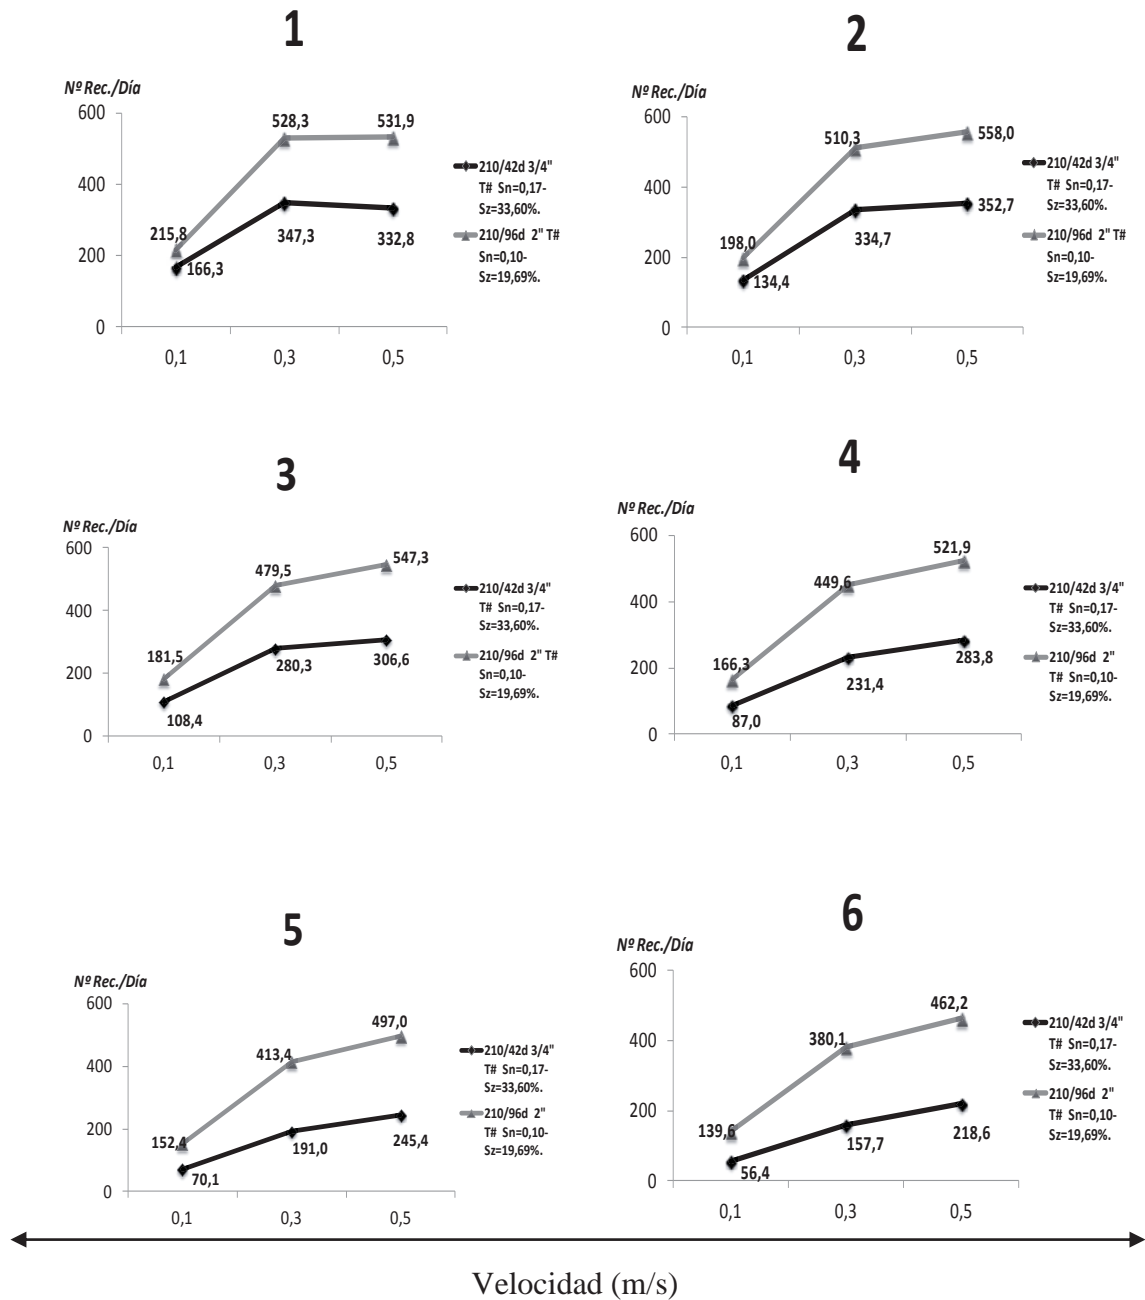 1
Nº Rec./Día
600
400
200
0
528,3
531,9
215,8
347,3
332,8
166,3
0,1
0,3
0,5
210/42d 3/4"
T# Sn=0,17-
Sz=33,60%.
210/96d 2" T#
Sn=0,10-
Sz=19,69%.
2
Nº Rec./Día
600
400
200
0
510,3
558,0
198,0
334,7
352,7
134,4
0,1
0,3
0,5
210/42d 3/4"
T# Sn=0,17-
Sz=33,60%.
210/96d 2" T#
Sn=0,10-
Sz=19,69%.
3
Nº Rec./Día
600
400
200
0
479,5
547,3
181,5
280,3
306,6
108,4
0,1
0,3
0,5
210/42d 3/4"
T# Sn=0,17-
Sz=33,60%.
210/96d 2" T#
Sn=0,10-
Sz=19,69%.
4
Nº Rec./Día
600
400
200
0
449,6
521,9
166,3
231,4
283,8
87,0
0,1
0,3
0,5
210/42d 3/4"
T# Sn=0,17-
Sz=33,60%.
210/96d 2"
T# Sn=0,10-
Sz=19,69%.
5
Nº Rec./Día
600
400
200
0
413,4
497,0
152,4
191,0
245,4
70,1
0,1
0,3
0,5
210/42d 3/4"
T# Sn=0,17-
Sz=33,60%.
210/96d 2"
T# Sn=0,10-
Sz=19,69%.
6
Nº Rec./Día
600
400
200
0
380,1
462,2
139,6
157,7
218,6
56,4
0,1
0,3
0,5
210/42d 3/4"
T# Sn=0,17-
Sz=33,60%.
210/96d 2"
T# Sn=0,10-
Sz=19,69%.
Velocidad (m/s)